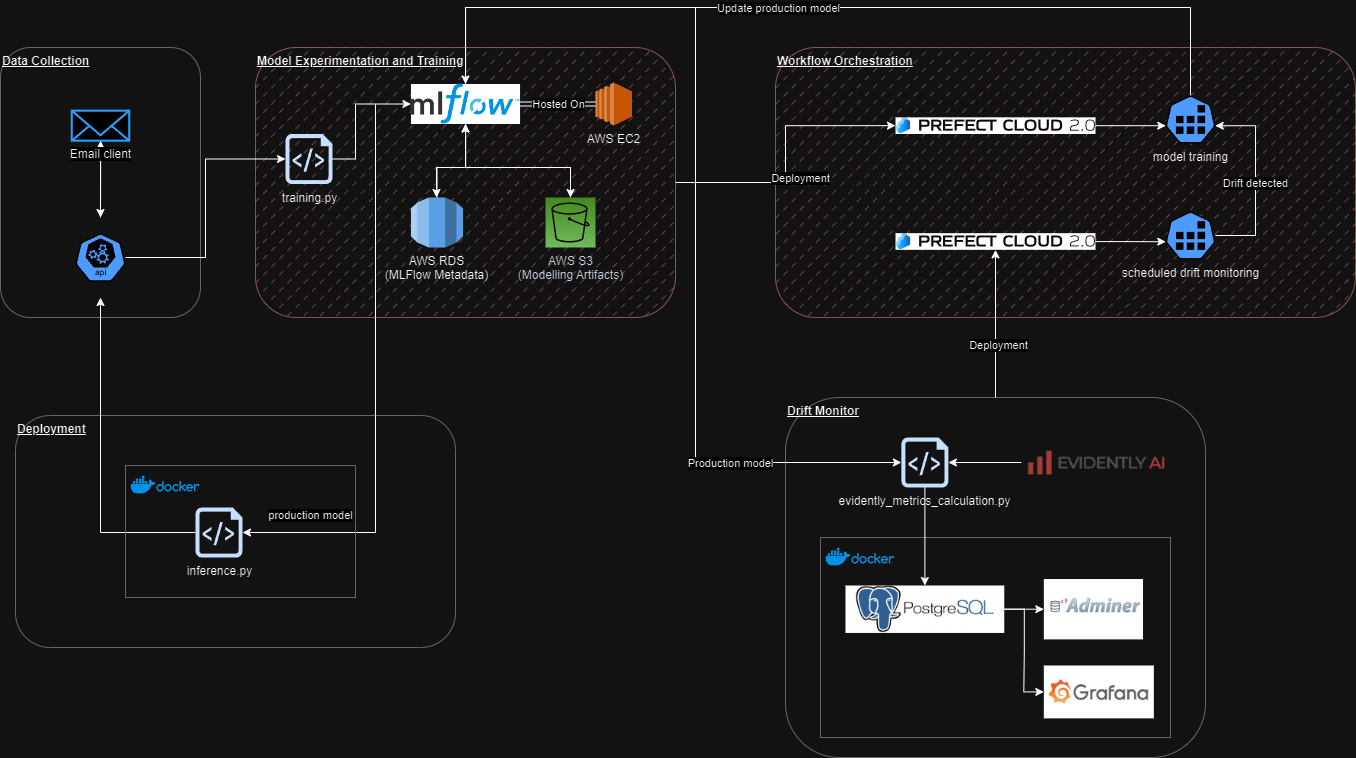 Update production model
Data Collection
Email client
api
Model Experimentation and Training
mlflow
Hosted On
AWS EC2
training.py
AWS RDS
(MLFlow Metadata)
AWS S3
(Modelling Artifacts)
Workflow Orchestration
PREFECT CLOUD 2.0
model training
Deployment
Drift detected
PREFECT CLOUD 2.0
scheduled drift monitoring
Deployment
Deployment
docker
production model
inference.py
Drift Monitor
Production model
EVIDENTLY AI
evidently_metrics_calculation.py
docker
PostgreSQL
Adminer
Grafana